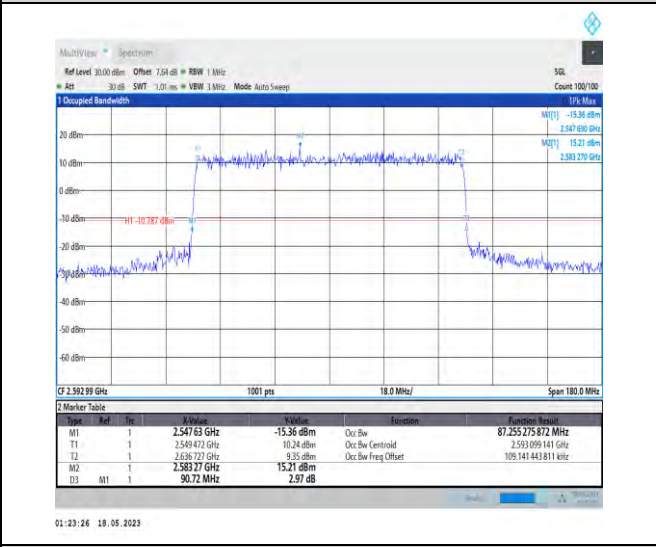 MultiView Spectrum
Ref Level 30.00 dBm Offset 7.64 dB RBW 1 MHz SGL
Att 30 dB SWT 1.01 ms VBW 3 MHz Mode Auto Sweep Count 100/100
1 Occupied Bandwidth 1Pk Max
M1[1] -15.36 dBm
2.547 630 GHz
20 dBm M2[1] 15.21 dBm
2.583 270 GHz
M2
T1 T2
10 dBm
0 dBm
-10 dBm H1 -10.787 dBm M1 D3
-20 dBm
-30 dBm
-40 dBm
-50 dBm
-60 dBm
CF 2.592 99 GHz 1001 pts 18.0 MHz/ Span 180.0 MHz
2 Marker Table
Type Ref Trc X-Value Y-Value Function Function Result
M1 1 2.547 63 GHz -15.36 dBm Occ Bw 87.255 275 872 MHz
T1 1 2.549 472 GHz 10.24 dBm Occ Bw Centroid 2.593 099 141 GHz
T2 1 2.636 727 GHz 9.35 dBm Occ Bw Freq Offset 109.141 443 811 kHz
M2 1 2.583 27 GHz 15.21 dBm
D3 M1 1 90.72 MHz 2.97 dB
01:23:26 18.05.2023